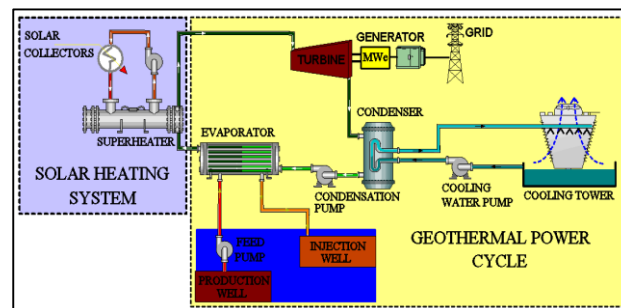 SOLAR
COLLECTORS
SUPERHEATER
SOLAR HEATING
SYSTEM
TURBINE
GENERATOR
MWe
GRID
EVAPORATOR
CONDENSER
CONDENSATION
PUMP
COOLING
WATER PUMP
COOLING TOWER
FEED
PUMP
INJECTION
WELL
PRODUCTION
WELL
GEOTHERMAL POWER
CYCLE